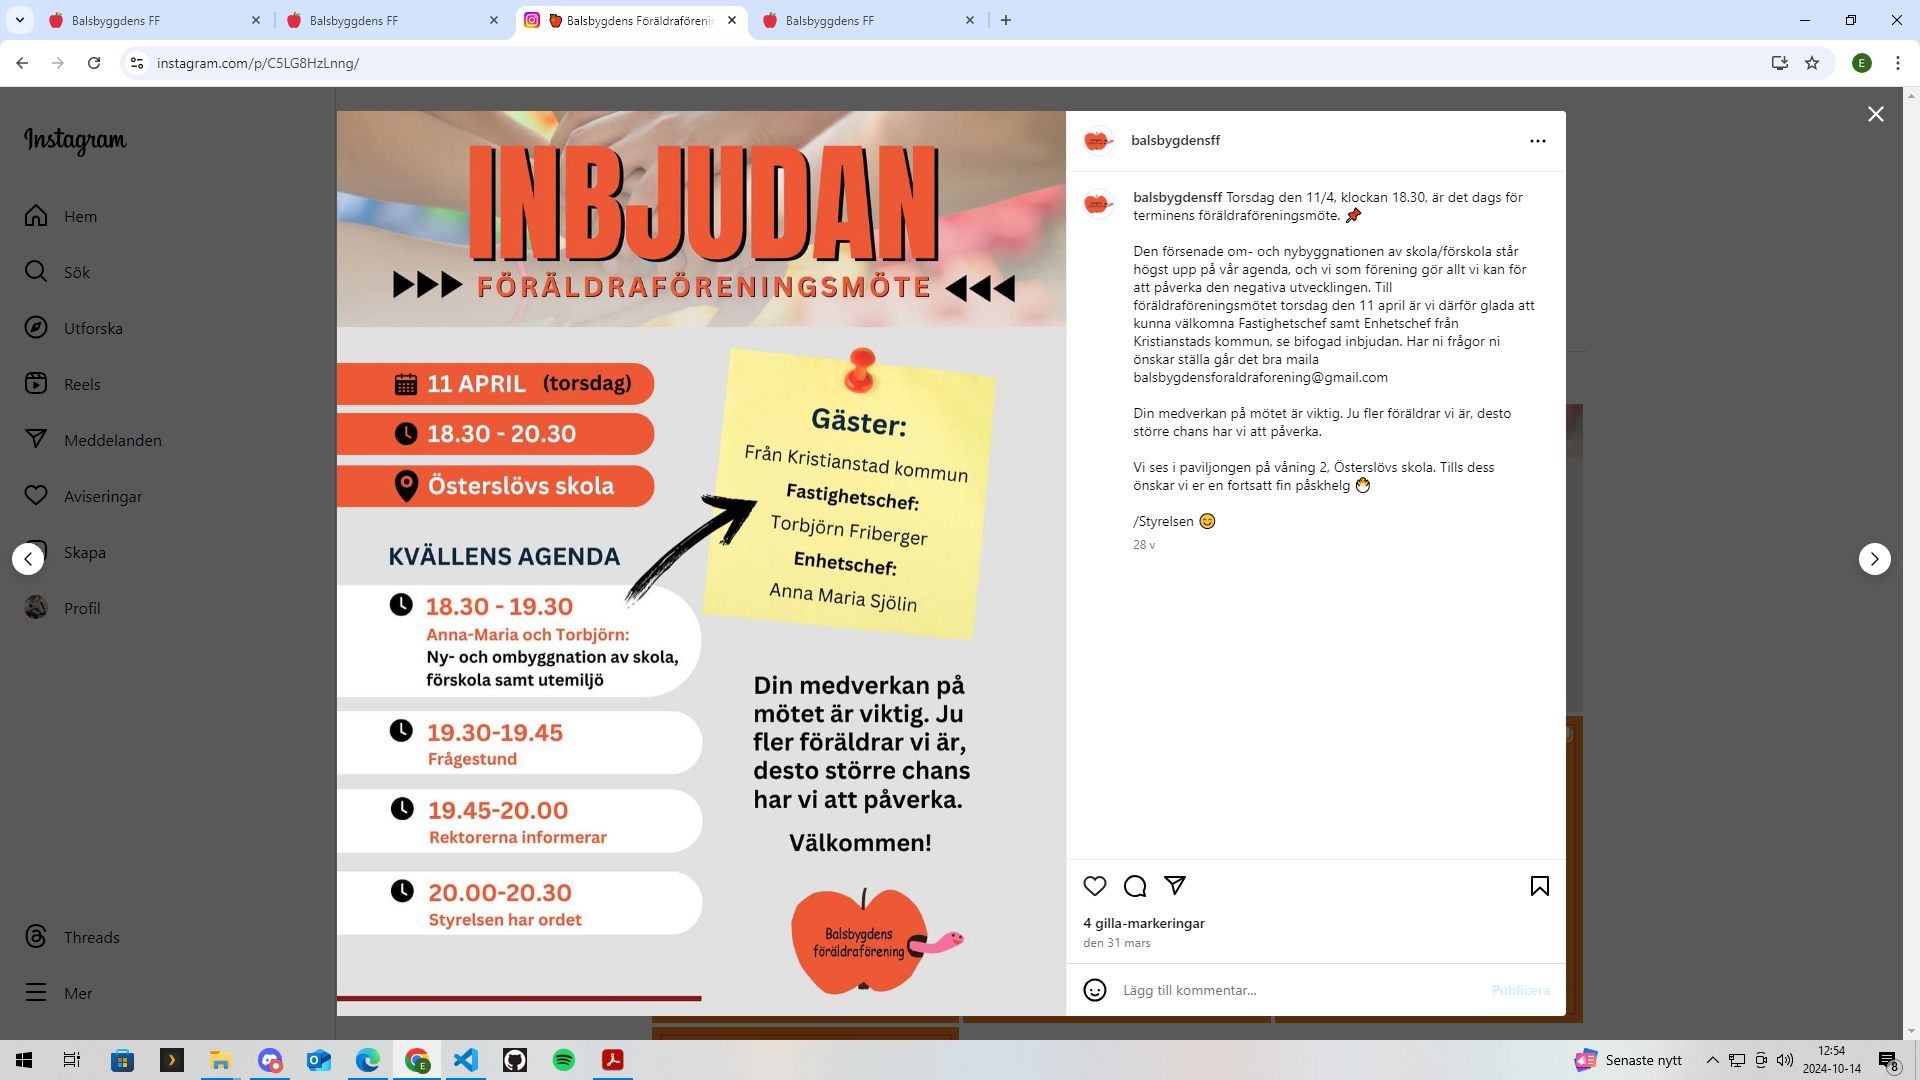 Balsbyggdens FF
Balsbyggdens FF
Balsbygdens Föräldraförenin
Balsbyggdens FF
instagram.com/p/C5LG8HzLnng/
E
Instagram
Hem
Sök
Utforska
Reels
Meddelanden
Aviseringar
Skapa
Profil
Threads
Mer
INBJUDAN
FÖRÄLDRAFÖRENINGSMÖTE
11 APRIL (torsdag)
18.30 - 20.30
Österslövs skola
Gäster:
Från Kristianstad kommun
Fastighetschef:
Torbjörn Friberger
Enhetschef:
Anna Maria Sjölin
KVÄLLENS AGENDA
18.30 - 19.30
Anna-Maria och Torbjörn:
Ny- och ombyggnation av skola,
förskola samt utemiljö
19.30-19.45
Frågestund
19.45-20.00
Rektorerna informerar
20.00-20.30
Styrelsen har ordet
Din medverkan på
mötet är viktig. Ju
fler föräldrar vi är,
desto större chans
har vi att påverka.
Välkommen!
Balsbygdens
föräldraförening
balsbygdensff
balsbygdensff Torsdag den 11/4, klockan 18.30, är det dags för
terminens föräldraföreningsmöte. 📌
Den försenade om- och nybyggnationen av skola/förskola står
högst upp på vår agenda, och vi som förening gör allt vi kan för
att påverka den negativa utvecklingen. Till
föräldraföreningsmötet torsdag den 11 april är vi därför glada att
kunna välkomna Fastighetschef samt Enhetschef från
Kristianstads kommun, se bifogad inbjudan. Har ni frågor ni
önskar ställa går det bra maila
balsbygdensforaldraforening@gmail.com
Din medverkan på mötet är viktig. Ju fler föräldrar vi är, desto
större chans har vi att påverka.
Vi ses i paviljongen på våning 2, Österslövs skola. Tills dess
önskar vi er en fortsatt fin påskhelg 🐣
/Styrelsen 😊
28 v
4 gilla-markeringar
den 31 mars
Lägg till kommentar...
Publicera
Senaste nytt
12:54
2024-10-14
8